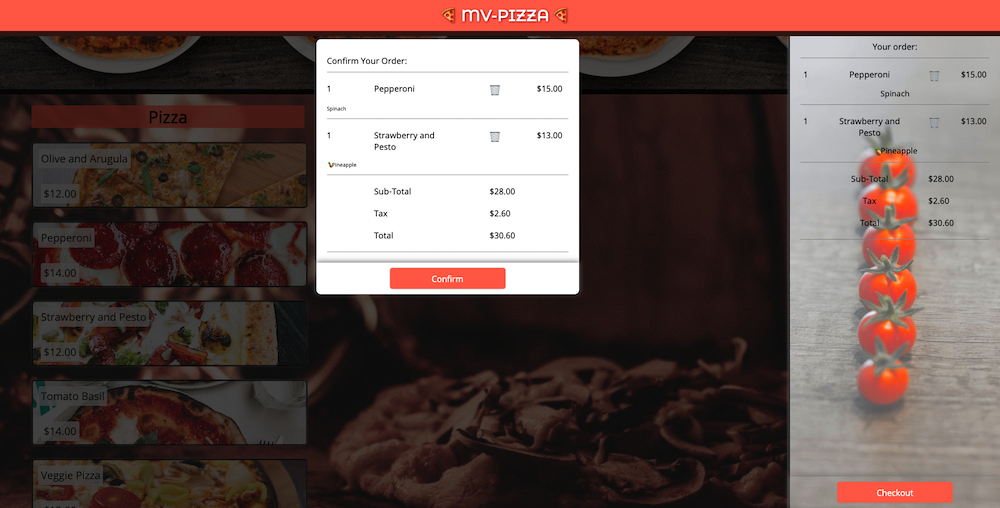 MV-PIZZA
Confirm Your Order:
1 Pepperoni $15.00
Spinach
1 Strawberry and Pesto $13.00
Pineapple
Sub-Total $28.00
Tax $2.60
Total $30.60
Confirm
Pizza
Olive and Arugula
$12.00
Pepperoni
$14.00
Strawberry and Pesto
$12.00
Tomato Basil
$14.00
Veggie Pizza
Your order:
1 Pepperoni $15.00
Spinach
1 Strawberry and Pesto $13.00
Pineapple
Sub-Total $28.00
Tax $2.60
Total $30.60
Checkout